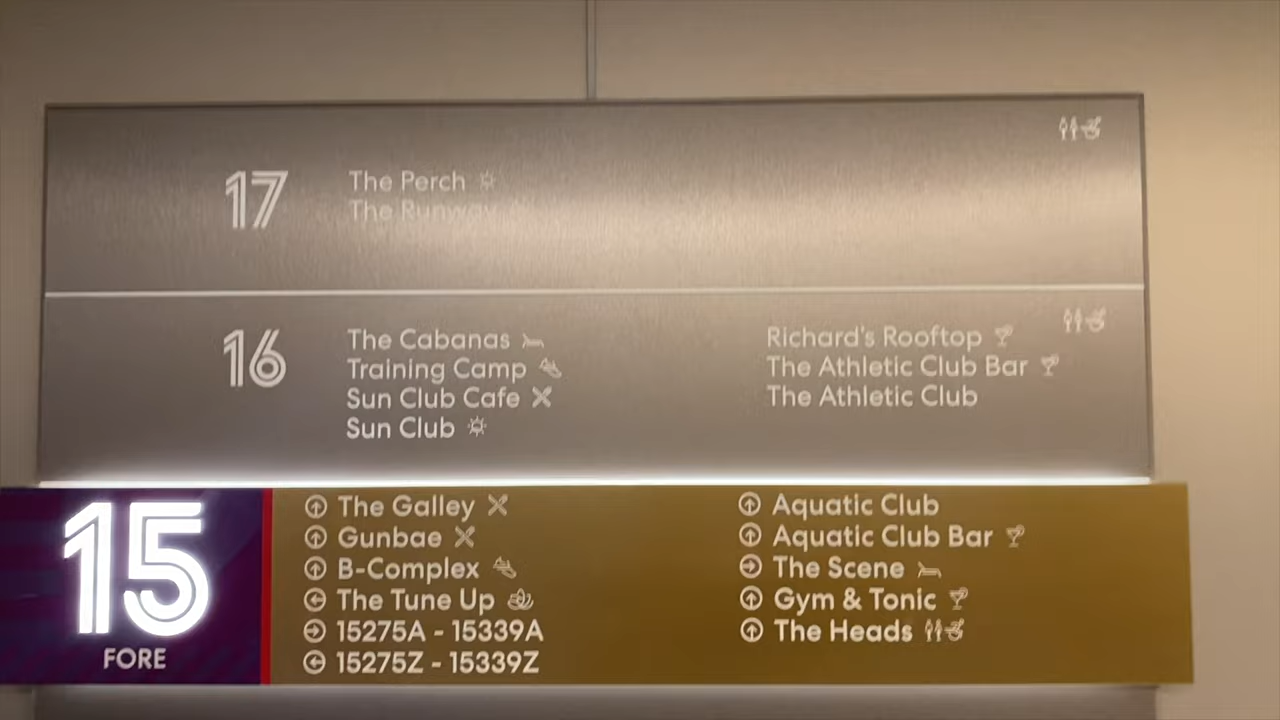 17
The Perch
The Runway
16
The Cabanas
Training Camp
Sun Club Cafe
Sun Club
Richard's Rooftop
The Athletic Club Bar
The Athletic Club
15
FORE
The Galley
Gunbae
B-Complex
The Tune Up
15275A - 15339A
15275Z - 15339Z
Aquatic Club
Aquatic Club Bar
The Scene
Gym & Tonic
The Heads